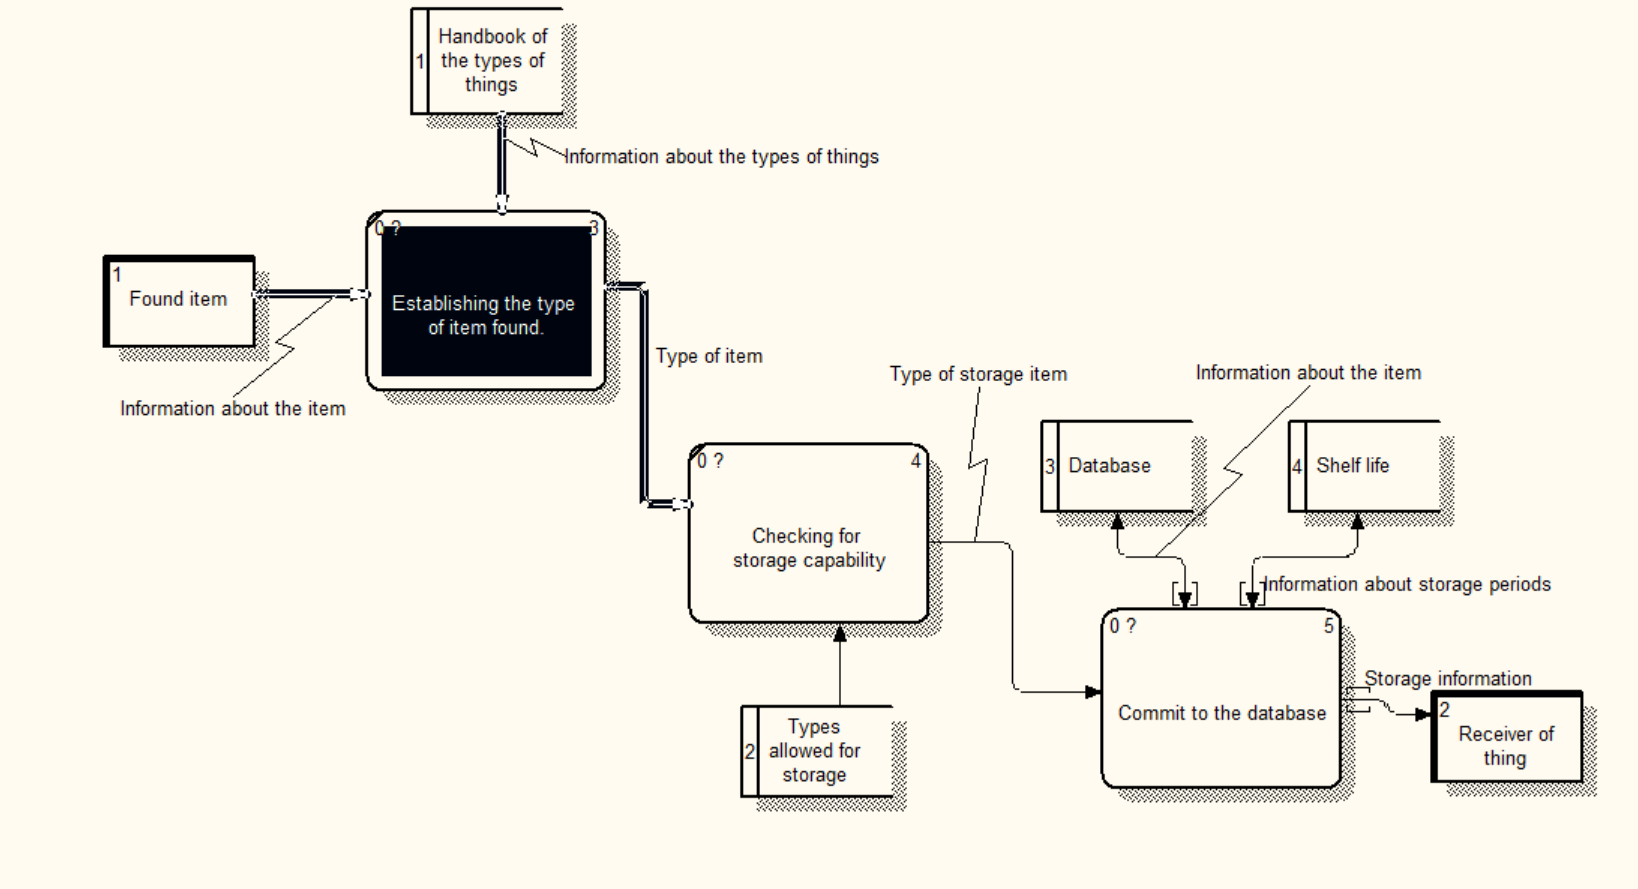 1
Handbook of
the types of
things
Information about the types of things
0 ?
3
Establishing the type
of item found.
1
Found item
Information about the item
Type of item
Type of storage item
Information about the item
0 ?
4
Checking for
storage capability
3
Database
4
Shelf life
Information about storage periods
0 ?
5
Commit to the database
Storage information
2
Receiver of
thing
2
Types
allowed for
storage